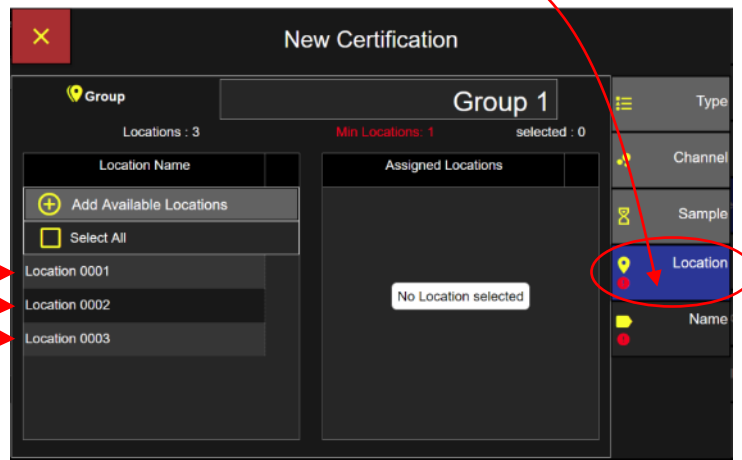 ×
New Certification
Group
Group 1
Locations : 3
Min Locations: 1
selected : 0
Location Name
Assigned Locations
Add Available Locations
Select All
Location 0001
Location 0002
Location 0003
No Location selected
Type
Channel
Sample
Location
Name